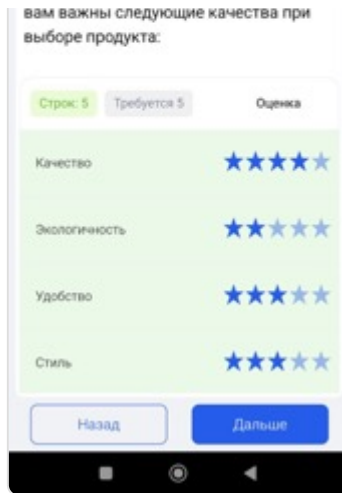 вам важны следующие качества при
выборе продукта:
Строк: 5 Требуется 5 Оценка
Качество
Экологичность
Удобство
Стиль
Назад Дальше